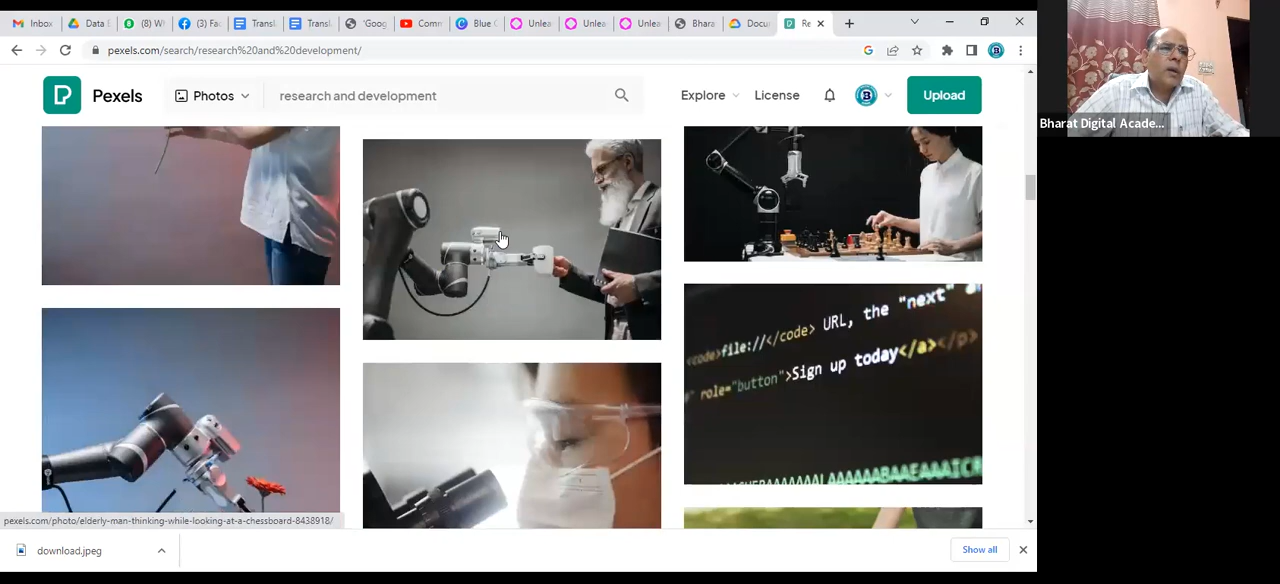 Inbox
Data
(8) W
(3) Fac
Transl
Transl
'Goog
Comm
Blue C
Unlea
Unlea
Unlea
Bhara
Docu
Re
pexels.com/search/research%20and%20development/
Pexels
Photos
research and development
Explore
License
Upload
Bharat Digital Acade...
<code>file://</code> URL, the "next"
role="button">Sign up today</a></p>
pexels.com/photo/elderly-man-thinking-while-looking-at-a-chessboard-8438918/
download.jpeg
Show all